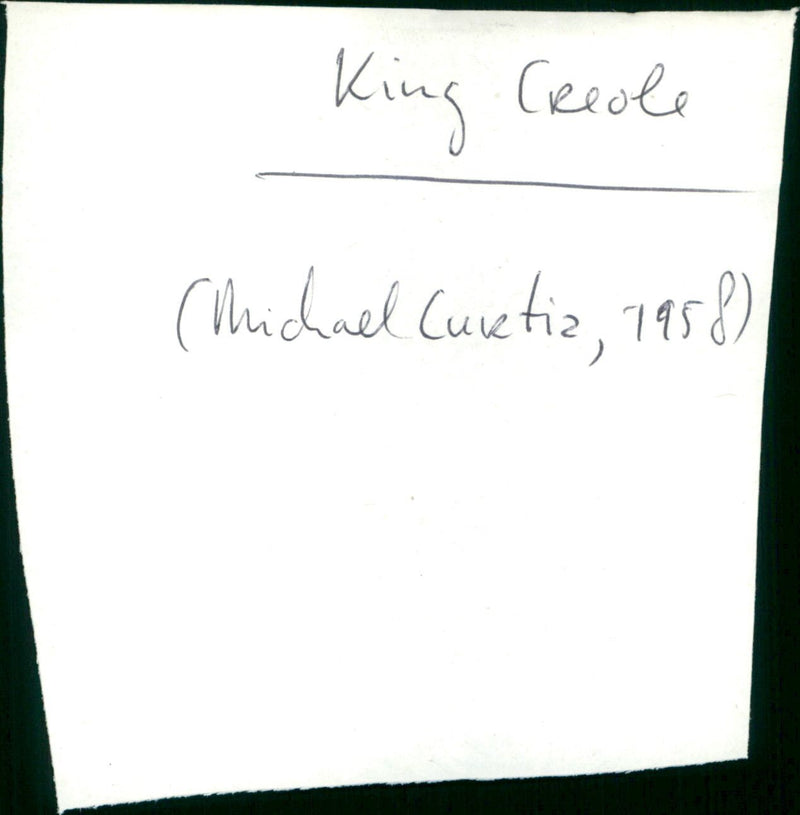 King Creole
(Michael Curtiz, 1958)